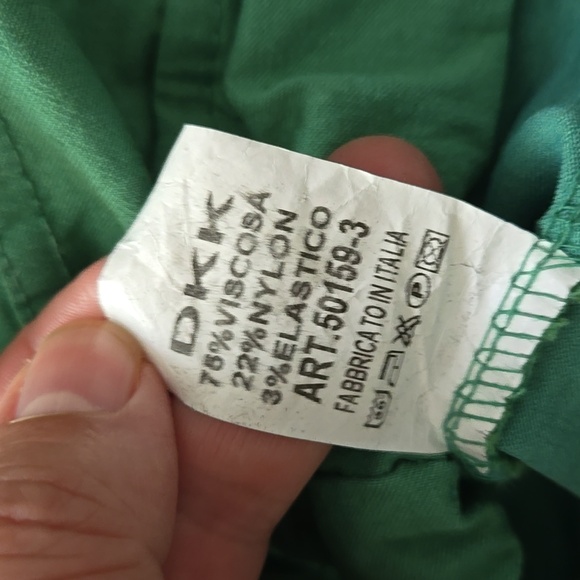 DKK
75%VISCOSA
22%NYLON
3%ELASTICO
ART.50159-3
FABBRICATO IN ITALIA
P